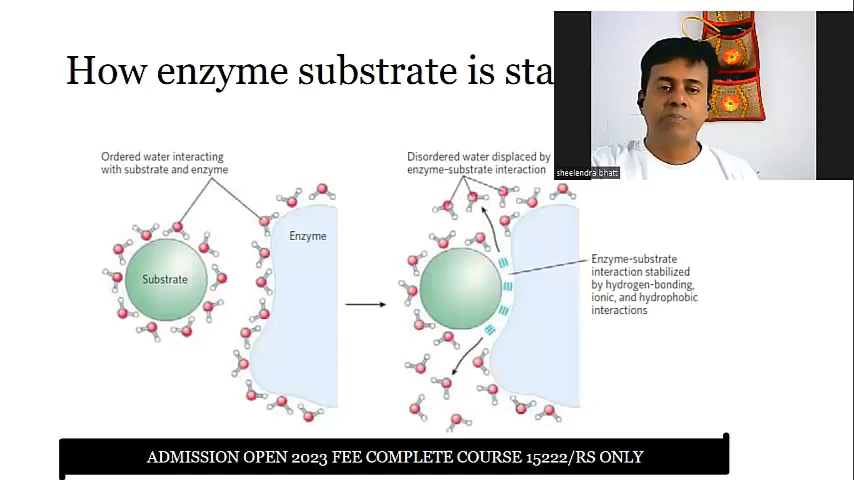 How enzyme substrate is sta
sheelendra bhatt
Ordered water interacting
with substrate and enzyme
Disordered water displaced by
enzyme-substrate interaction
Enzyme
Substrate
Enzyme-substrate
interaction stabilized
by hydrogen-bonding,
ionic, and hydrophobic
interactions
ADMISSION OPEN 2023 FEE COMPLETE COURSE 15222/RS ONLY